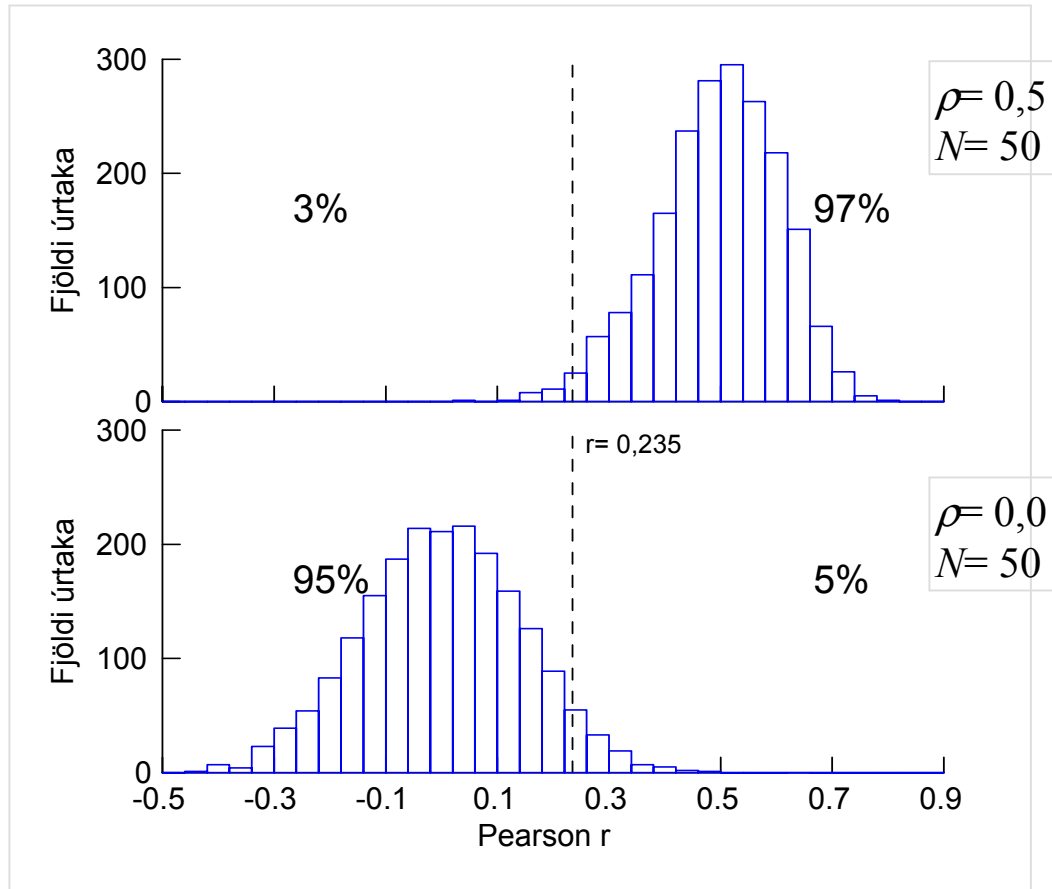 300
200
100
0
Fjöldi úrtaka
3%
97%
ρ= 0,5
N= 50
300
200
100
0
Fjöldi úrtaka
r= 0,235
95%
5%
ρ= 0,0
N= 50
-0.5 -0.3 -0.1 0.1 0.3 0.5 0.7 0.9
Pearson r